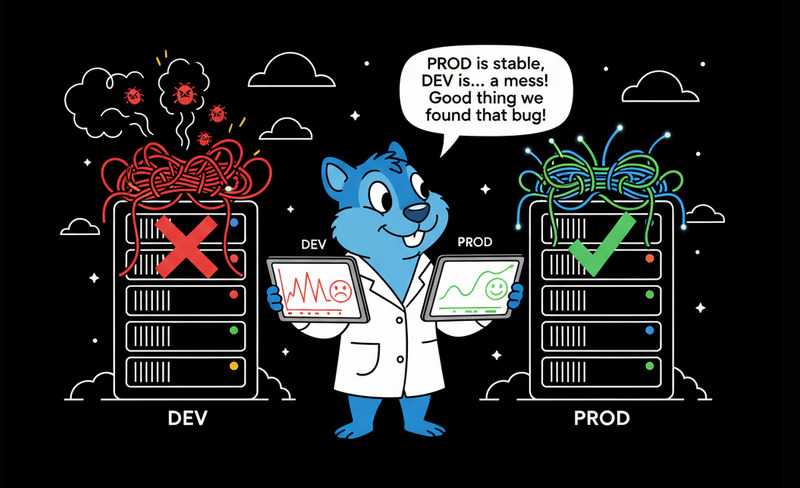 PROD is stable,
DEV is... a mess!
Good thing we
found that bug!
DEV
PROD
DEV
PROD